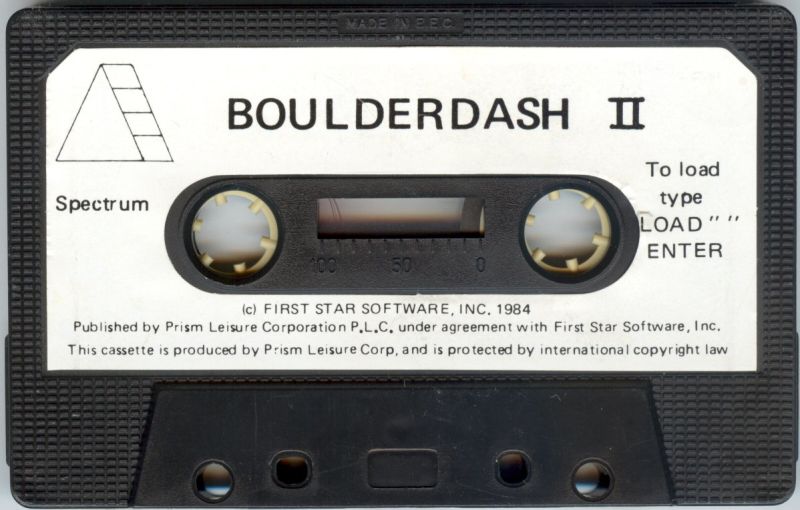 MADE IN E.E.C.
BOULDERDASH II
Spectrum
To load
type
LOAD " "
ENTER
100 50 0
(c) FIRST STAR SOFTWARE, INC. 1984
Published by Prism Leisure Corporation P.L.C. under agreement with First Star Software, Inc.
This cassette is produced by Prism Leisure Corp, and is protected by international copyright law